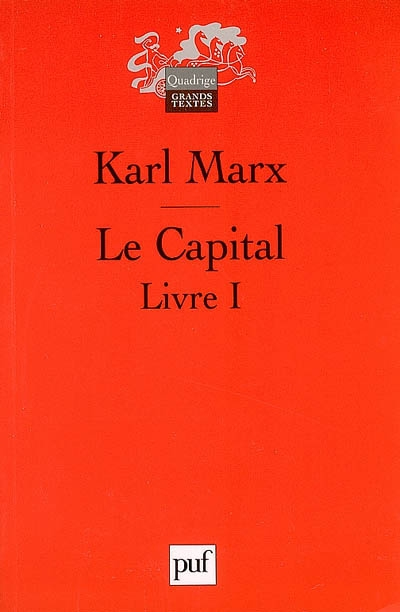 Quadrige
GRANDS
TEXTES
Karl Marx
Le Capital
Livre I
puf